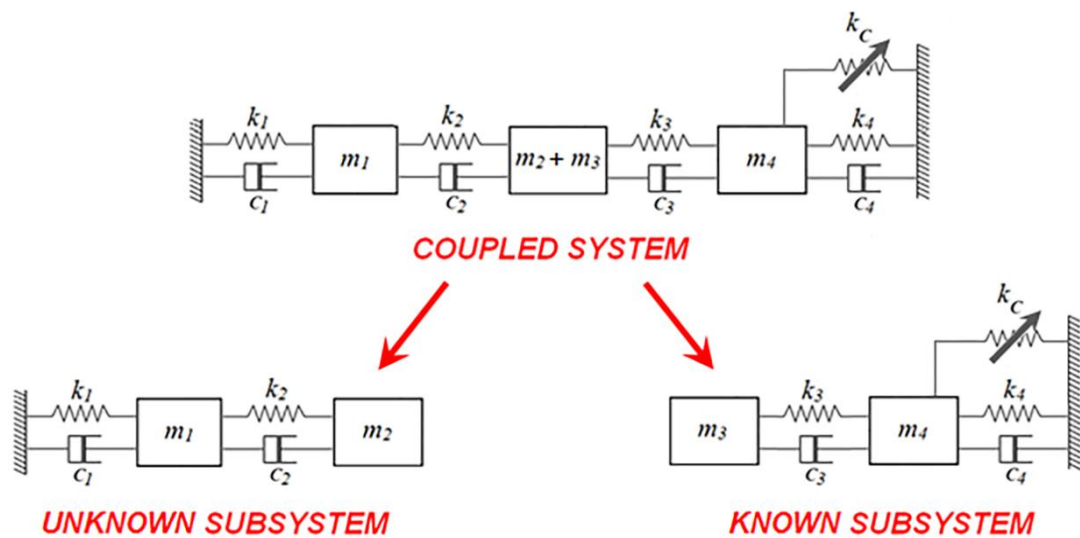 k_C
k_1 k_2 k_3 k_4
m_1 m_2 + m_3 m_4
c_1 c_2 c_3 c_4
COUPLED SYSTEM
k_C
k_1 k_2 k_3 k_4
m_1 m_2 m_3 m_4
c_1 c_2 c_3 c_4
UNKNOWN SUBSYSTEM KNOWN SUBSYSTEM